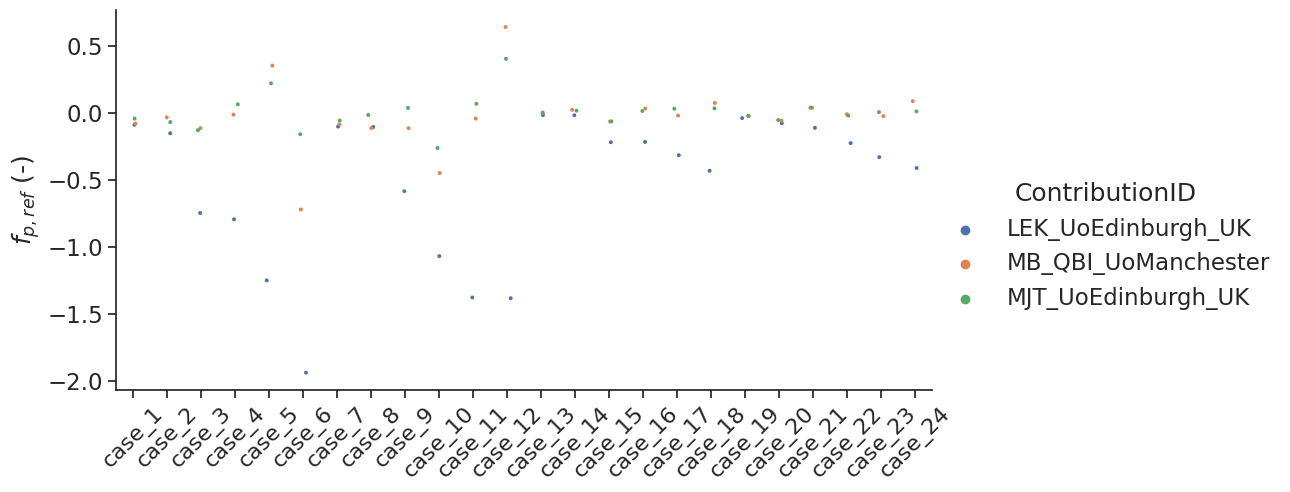 0.5
0.0
−0.5
−1.0
−1.5
−2.0
f_{p,ref} (-)
case_1
case_2
case_3
case_4
case_5
case_6
case_7
case_8
case_9
case_10
case_11
case_12
case_13
case_14
case_15
case_16
case_17
case_18
case_19
case_20
case_21
case_22
case_23
case_24
ContributionID
LEK_UoEdinburgh_UK
MB_QBI_UoManchester
MJT_UoEdinburgh_UK